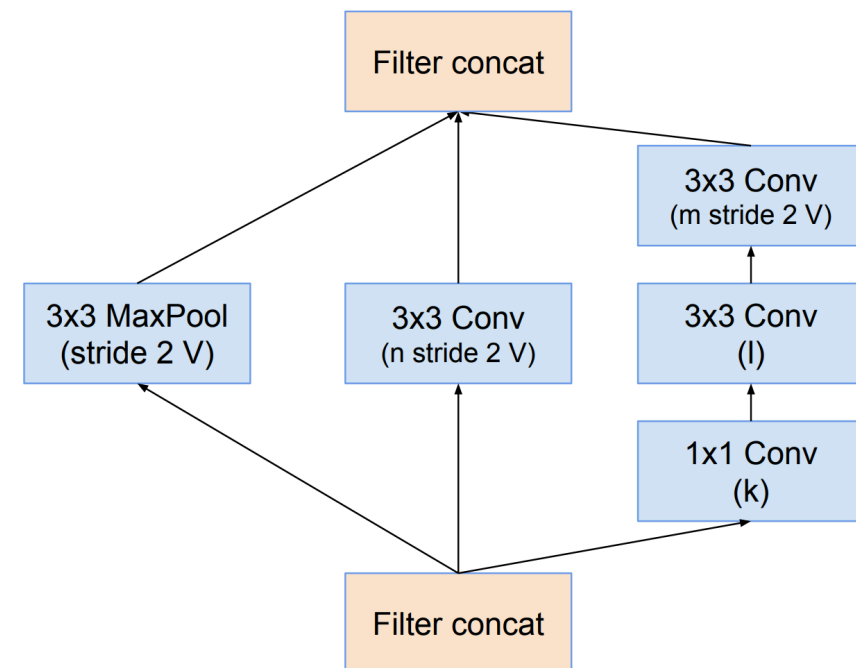 Filter concat
3x3 Conv
(m stride 2 V)
3x3 MaxPool
(stride 2 V)
3x3 Conv
(n stride 2 V)
3x3 Conv
(l)
1x1 Conv
(k)
Filter concat